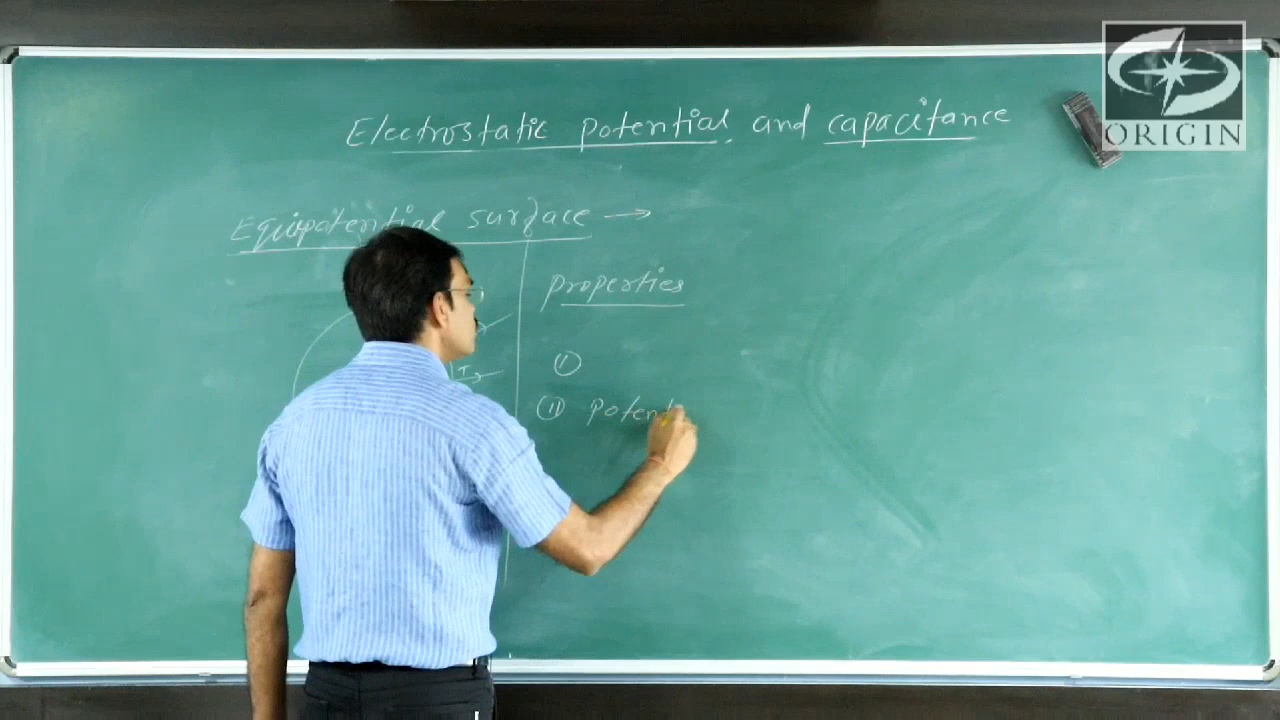 ORIGIN
Electrostatic potential and capacitance
Equipotential surface →
Properties
(I)
(II) Potent